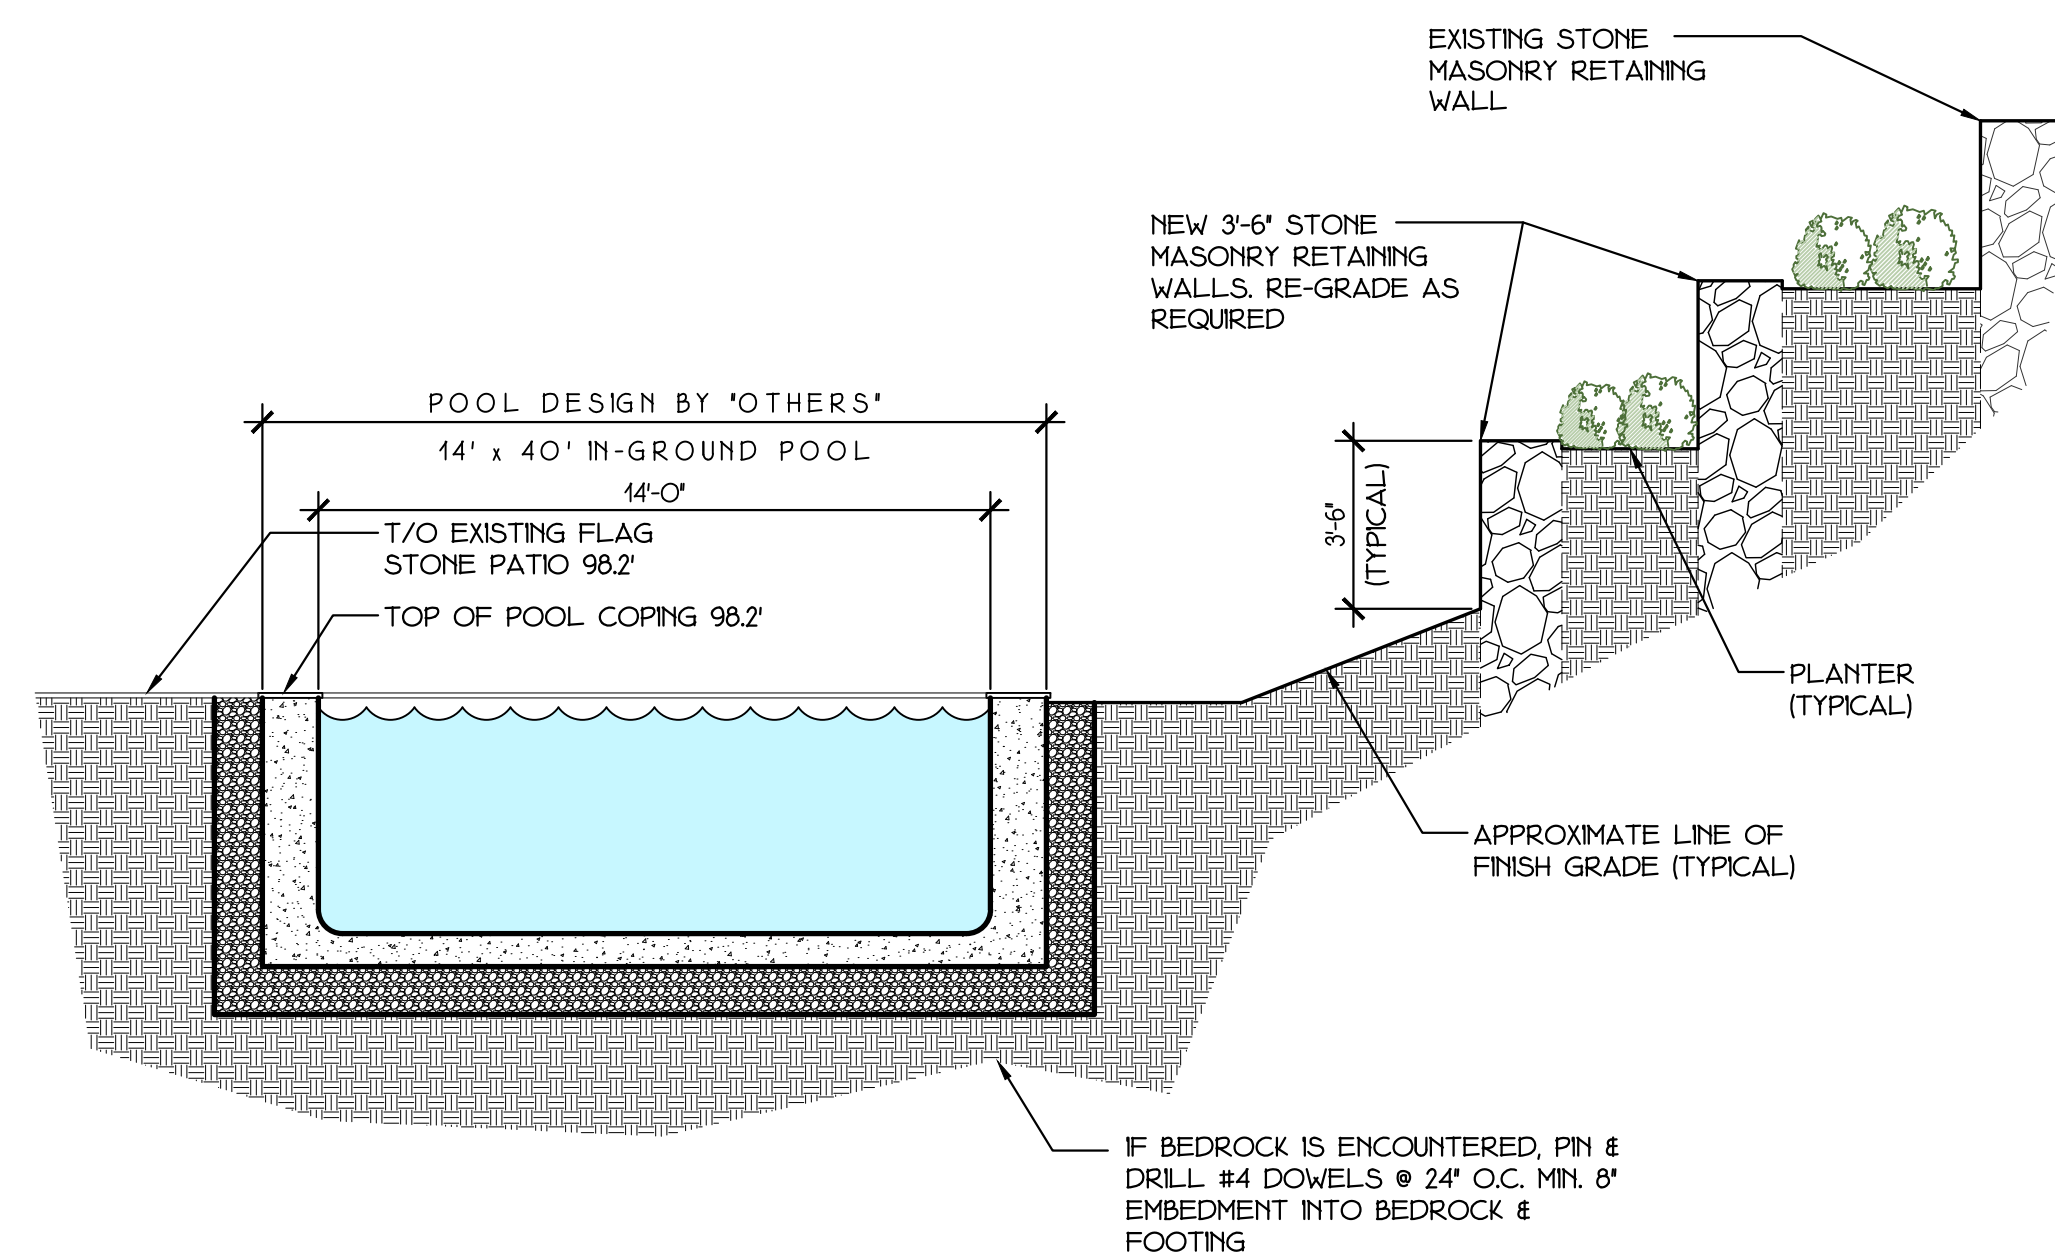 EXISTING STONE
MASONRY RETAINING
WALL
NEW 3'-6" STONE
MASONRY RETAINING
WALLS. RE-GRADE AS
REQUIRED
POOL DESIGN BY "OTHERS"
14' x 40' IN-GROUND POOL
14'-0"
T/O EXISTING FLAG
STONE PATIO 98.2'
TOP OF POOL COPING 98.2'
3'-6"
(TYPICAL)
PLANTER
(TYPICAL)
APPROXIMATE LINE OF
FINISH GRADE (TYPICAL)
IF BEDROCK IS ENCOUNTERED, PIN &
DRILL #4 DOWELS @ 24" O.C. MIN. 8"
EMBEDMENT INTO BEDROCK &
FOOTING